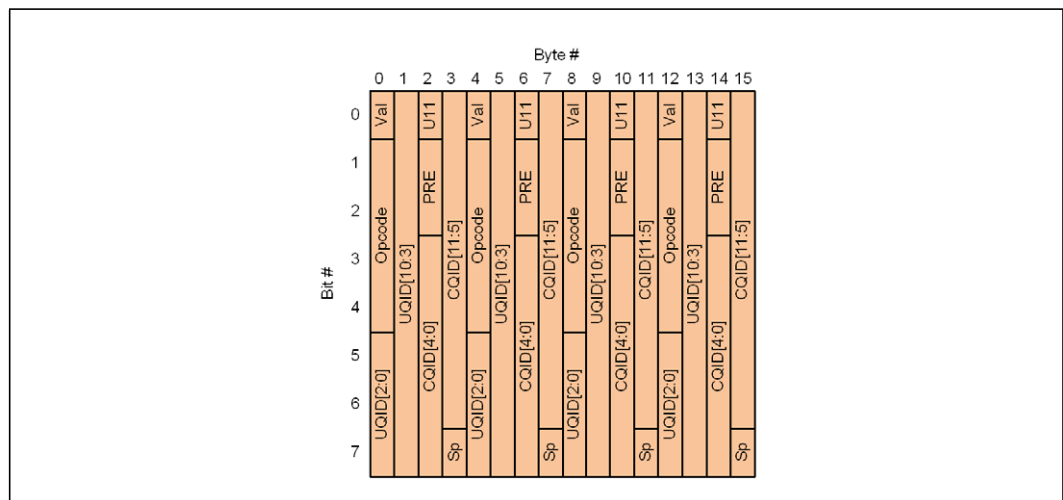 Byte #
0 1 2 3 4 5 6 7 8 9 10 11 12 13 14 15
Bit #
0
1
2
3
4
5
6
7
Val
Opcode
UQID[2:0]
UQID[10:3]
U11
PRE
CQID[4:0]
CQID[11:5]
Sp
Val
Opcode
UQID[2:0]
UQID[10:3]
U11
PRE
CQID[4:0]
CQID[11:5]
Sp
Val
Opcode
UQID[2:0]
UQID[10:3]
U11
PRE
CQID[4:0]
CQID[11:5]
Sp
Val
Opcode
UQID[2:0]
UQID[10:3]
U11
PRE
CQID[4:0]
CQID[11:5]
Sp